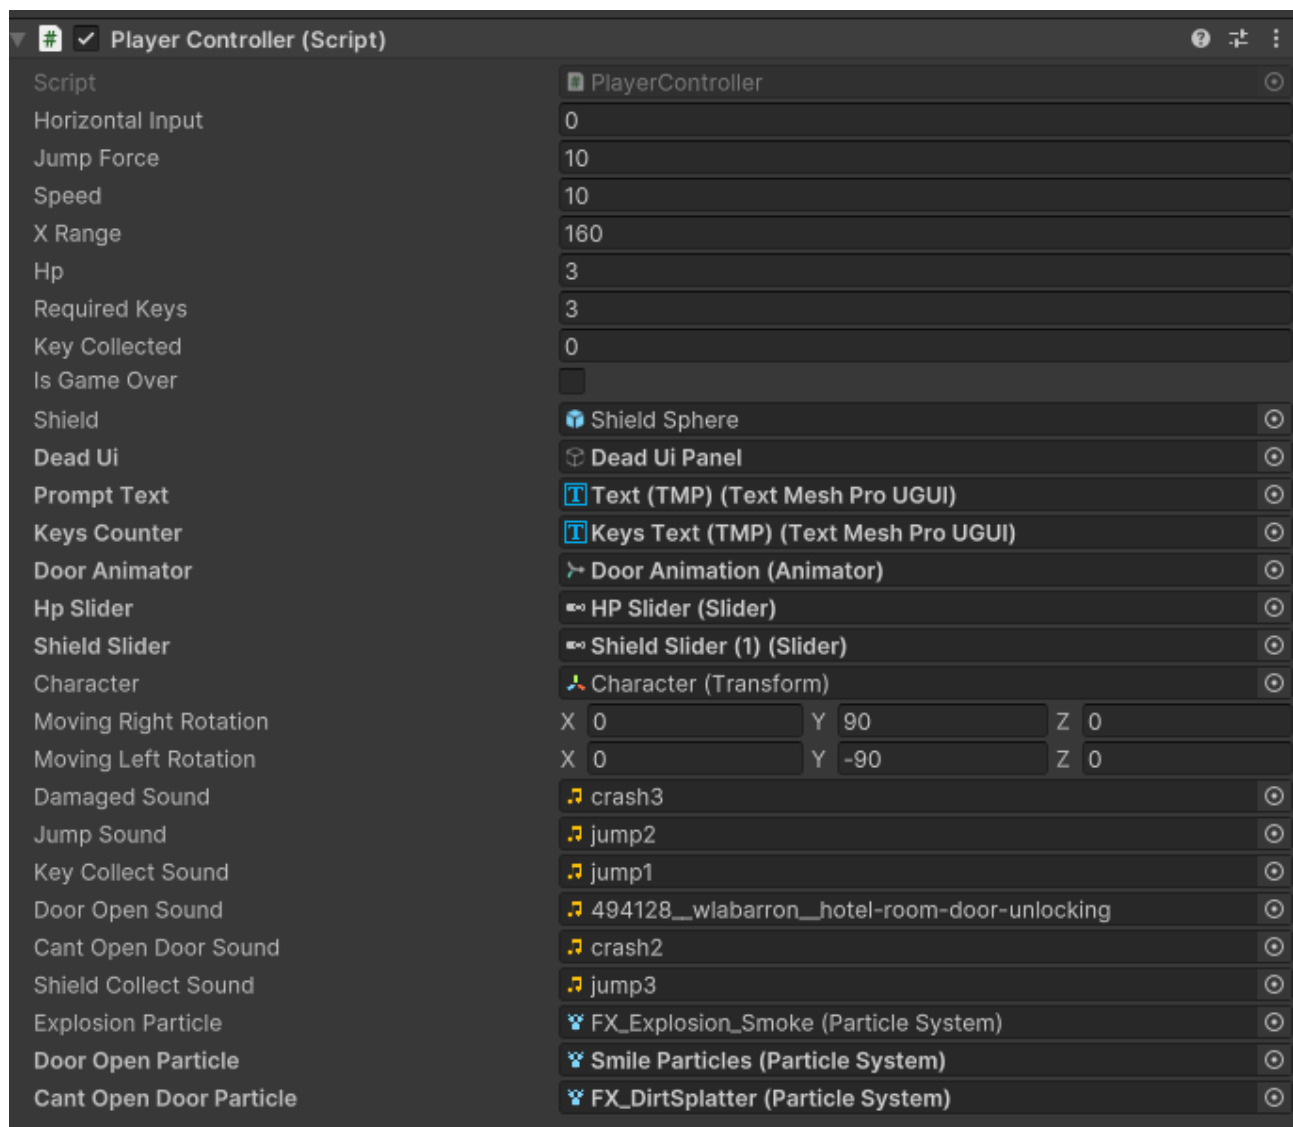 Player Controller (Script)
Script PlayerController
Horizontal Input 0
Jump Force 10
Speed 10
X Range 160
Hp 3
Required Keys 3
Key Collected 0
Is Game Over
Shield Shield Sphere
Dead Ui Dead Ui Panel
Prompt Text Text (TMP) (Text Mesh Pro UGUI)
Keys Counter Keys Text (TMP) (Text Mesh Pro UGUI)
Door Animator Door Animation (Animator)
Hp Slider HP Slider (Slider)
Shield Slider Shield Slider (1) (Slider)
Character Character (Transform)
Moving Right Rotation X 0 Y 90 Z 0
Moving Left Rotation X 0 Y -90 Z 0
Damaged Sound crash3
Jump Sound jump2
Key Collect Sound jump1
Door Open Sound 494128__wlabarron__hotel-room-door-unlocking
Cant Open Door Sound crash2
Shield Collect Sound jump3
Explosion Particle FX_Explosion_Smoke (Particle System)
Door Open Particle Smile Particles (Particle System)
Cant Open Door Particle FX_DirtSplatter (Particle System)